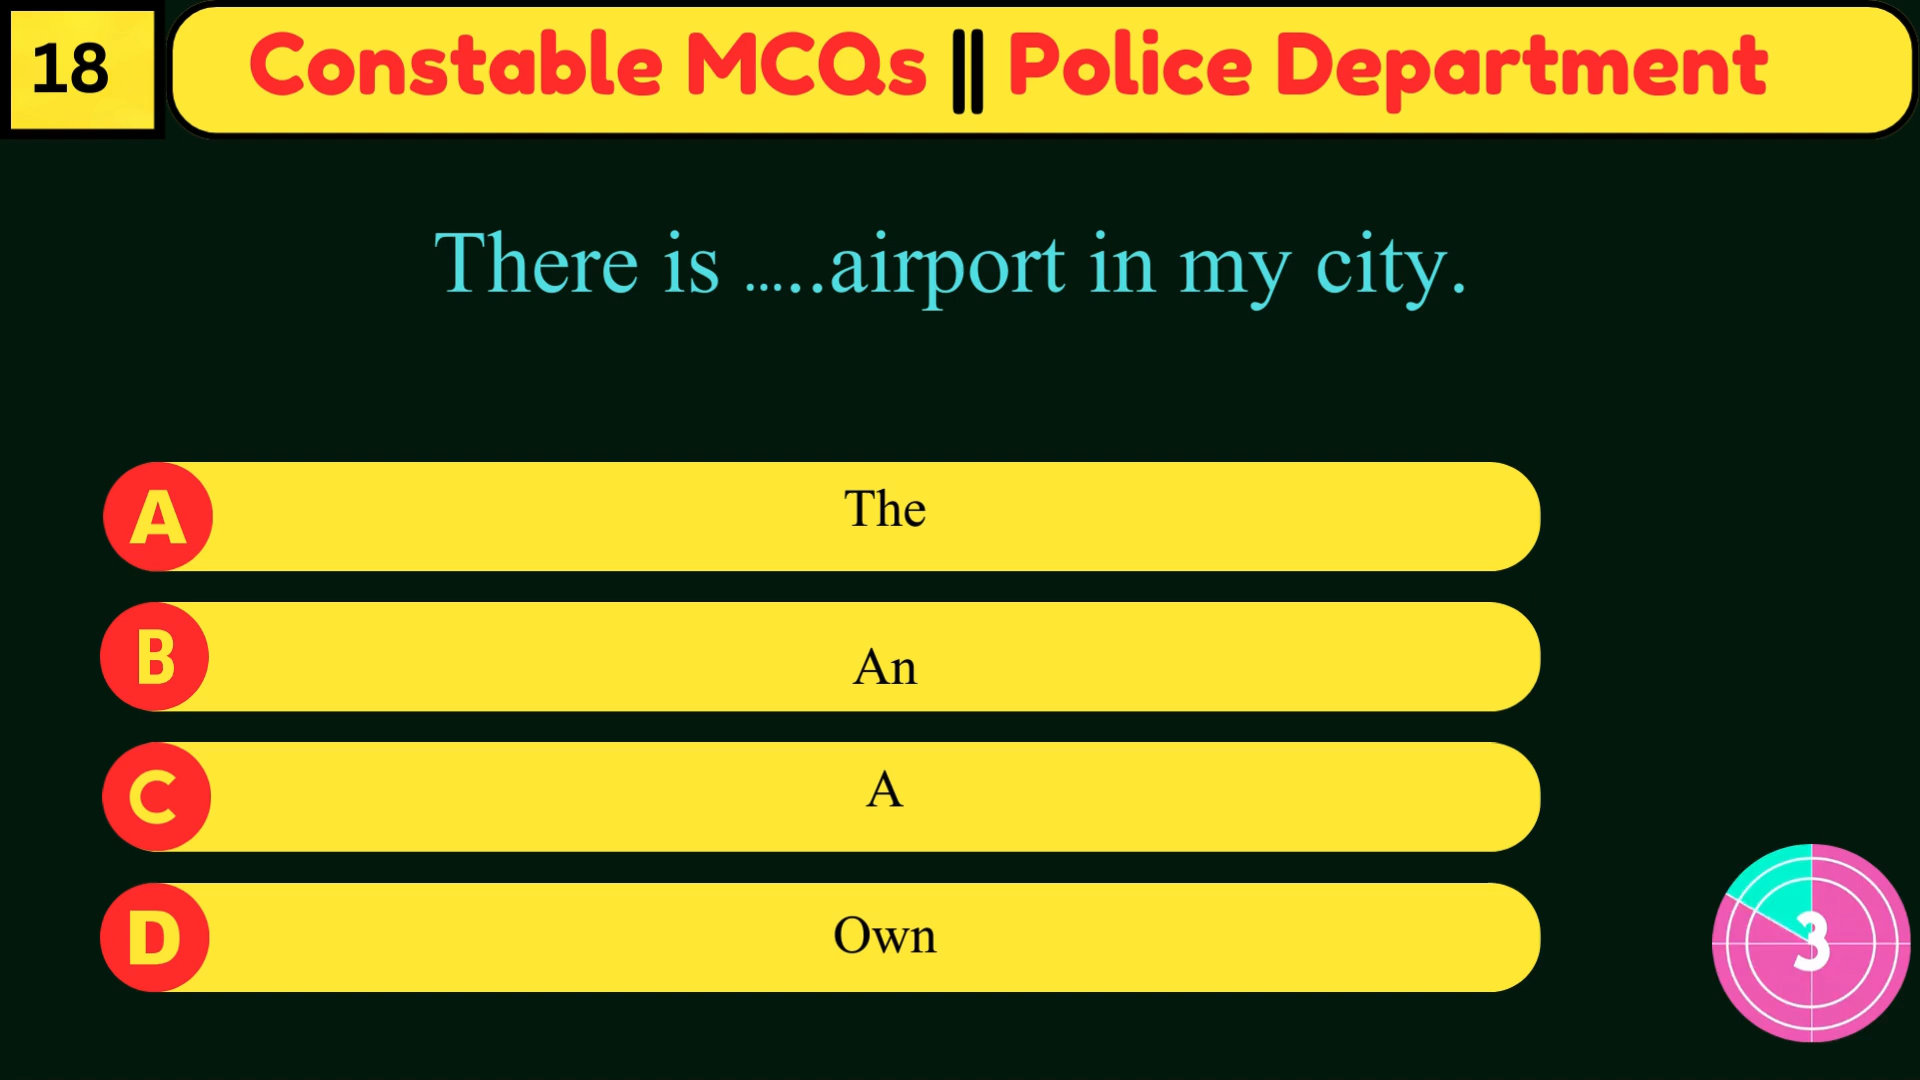 18
Constable MCQs || Police Department
There is .....airport in my city.
A
The
B
An
C
A
D
Own
3